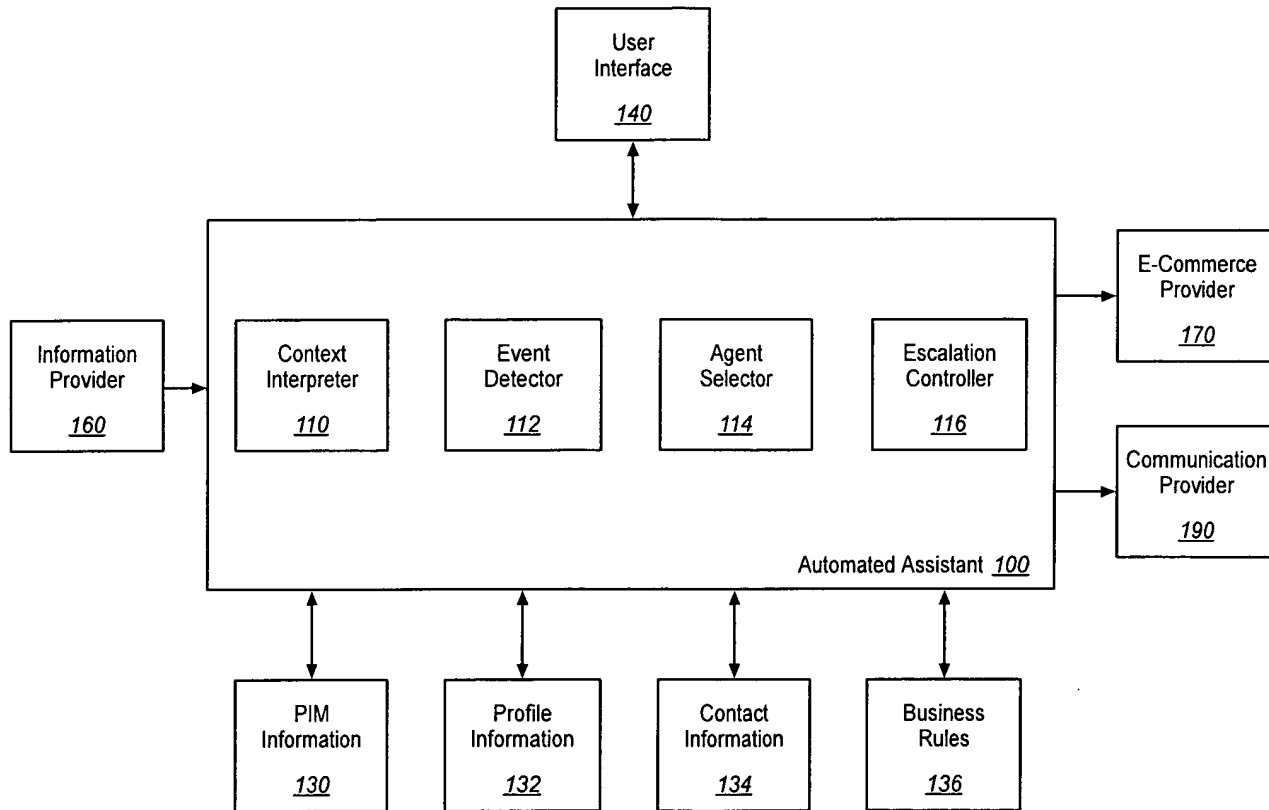 User
Interface
140
E-Commerce
Provider
170
Information
Provider
160
Context
Interpreter
110
Event
Detector
112
Agent
Selector
114
Escalation
Controller
116
Communication
Provider
190
Automated Assistant 100
PIM
Information
130
Profile
Information
132
Contact
Information
134
Business
Rules
136